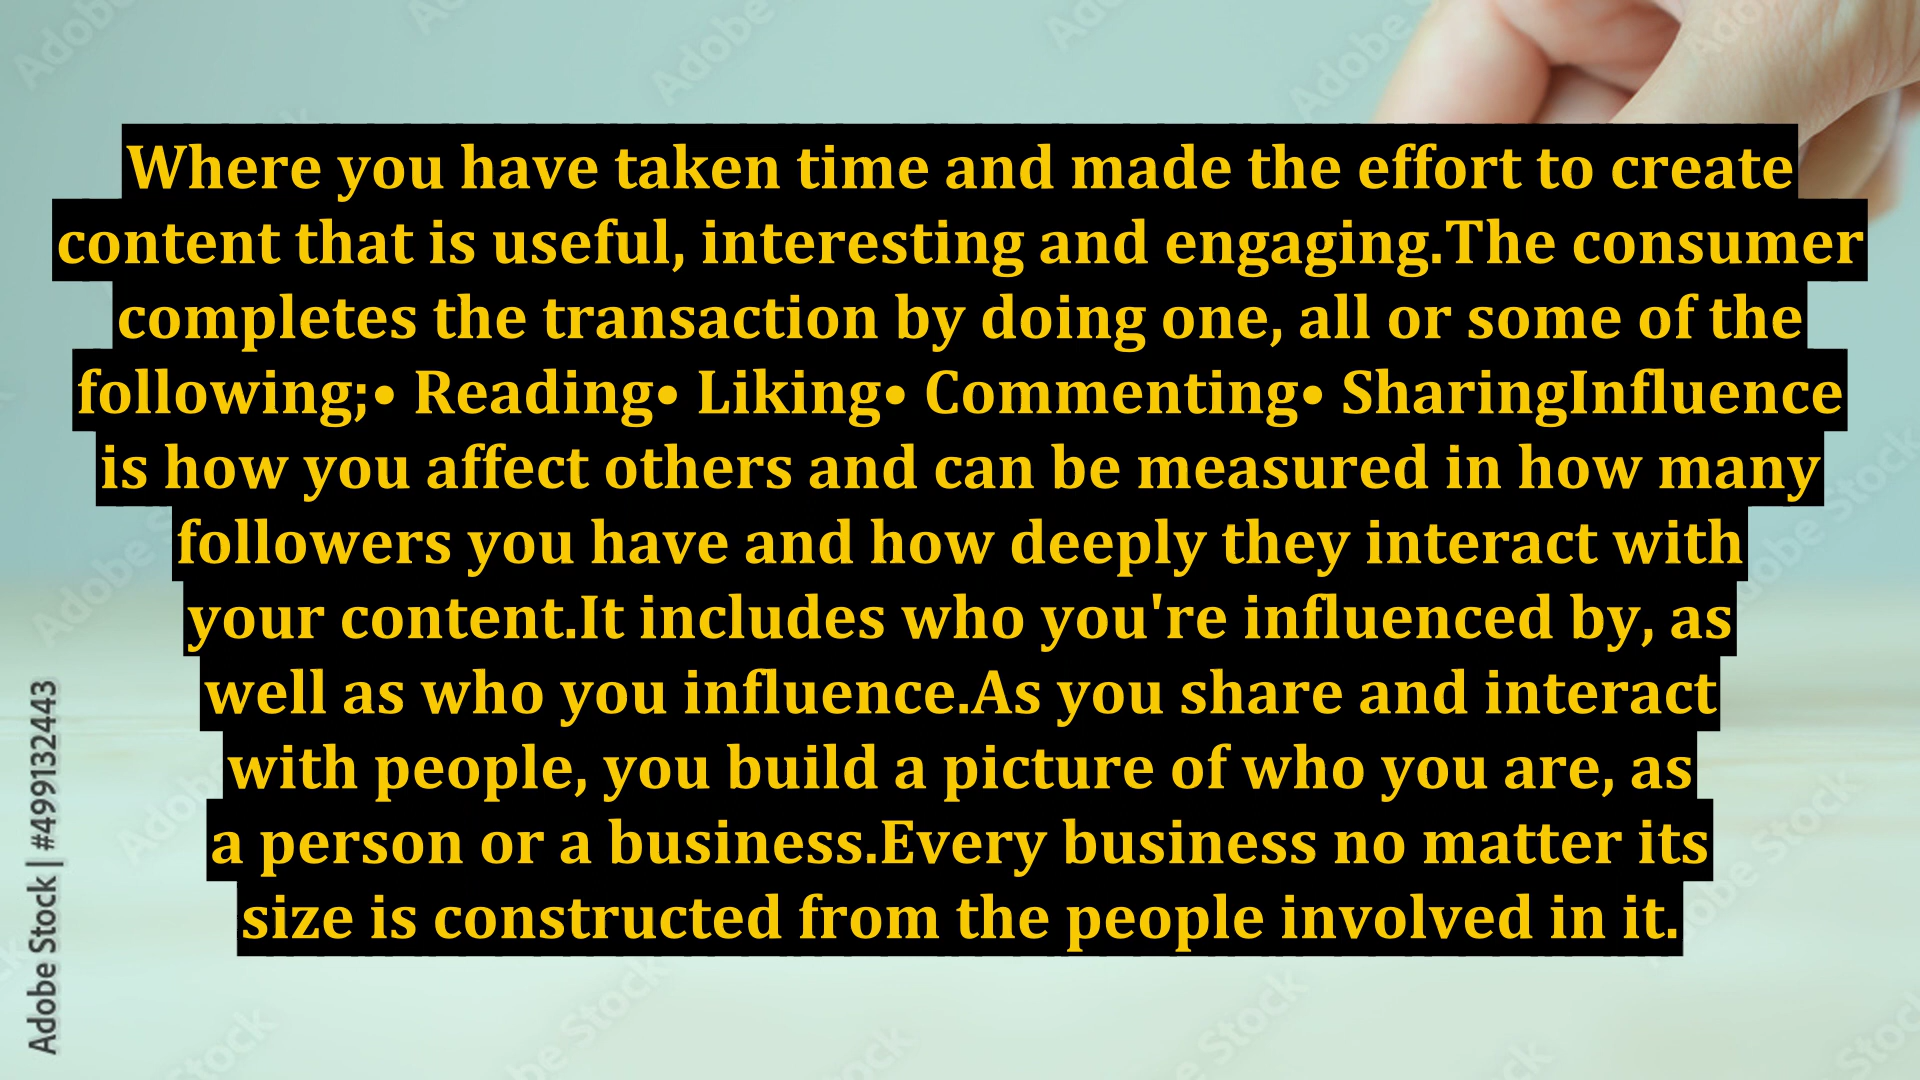 Where you have taken time and made the effort to create
content that is useful, interesting and engaging.The consumer
completes the transaction by doing one, all or some of the
following;• Reading• Liking• Commenting• SharingInfluence
is how you affect others and can be measured in how many
followers you have and how deeply they interact with
your content.It includes who you're influenced by, as
well as who you influence.As you share and interact
with people, you build a picture of who you are, as
a person or a business.Every business no matter its
size is constructed from the people involved in it.
Adobe Stock | #499132443